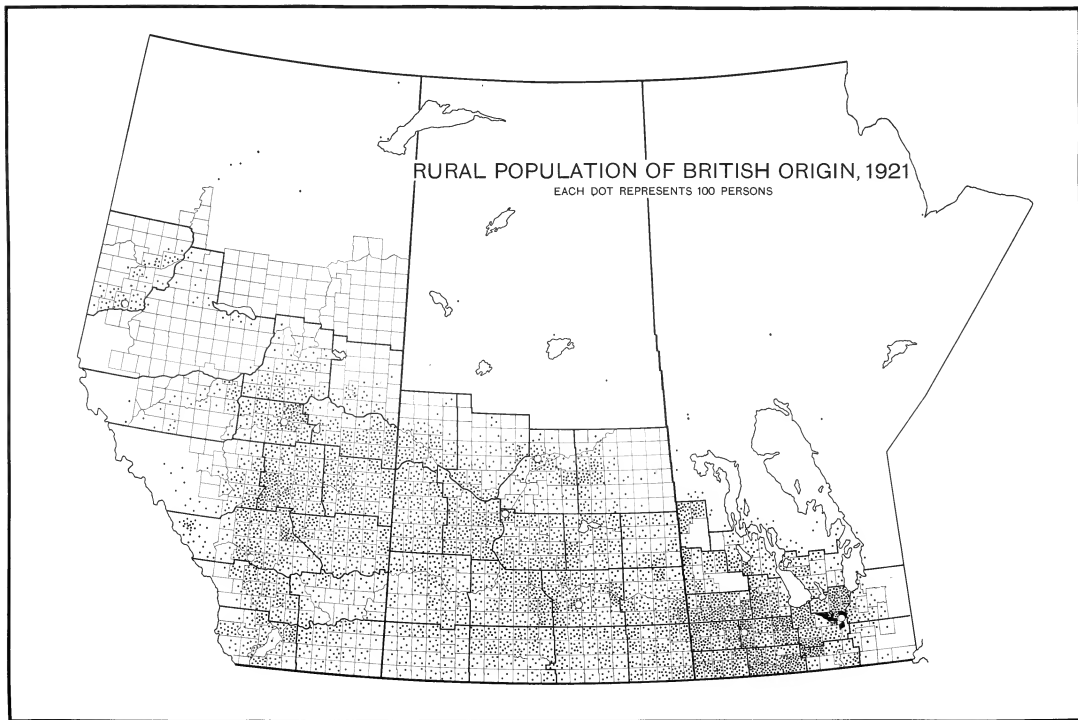 RURAL POPULATION OF BRITISH ORIGIN, 1921
EACH DOT REPRESENTS 100 PERSONS